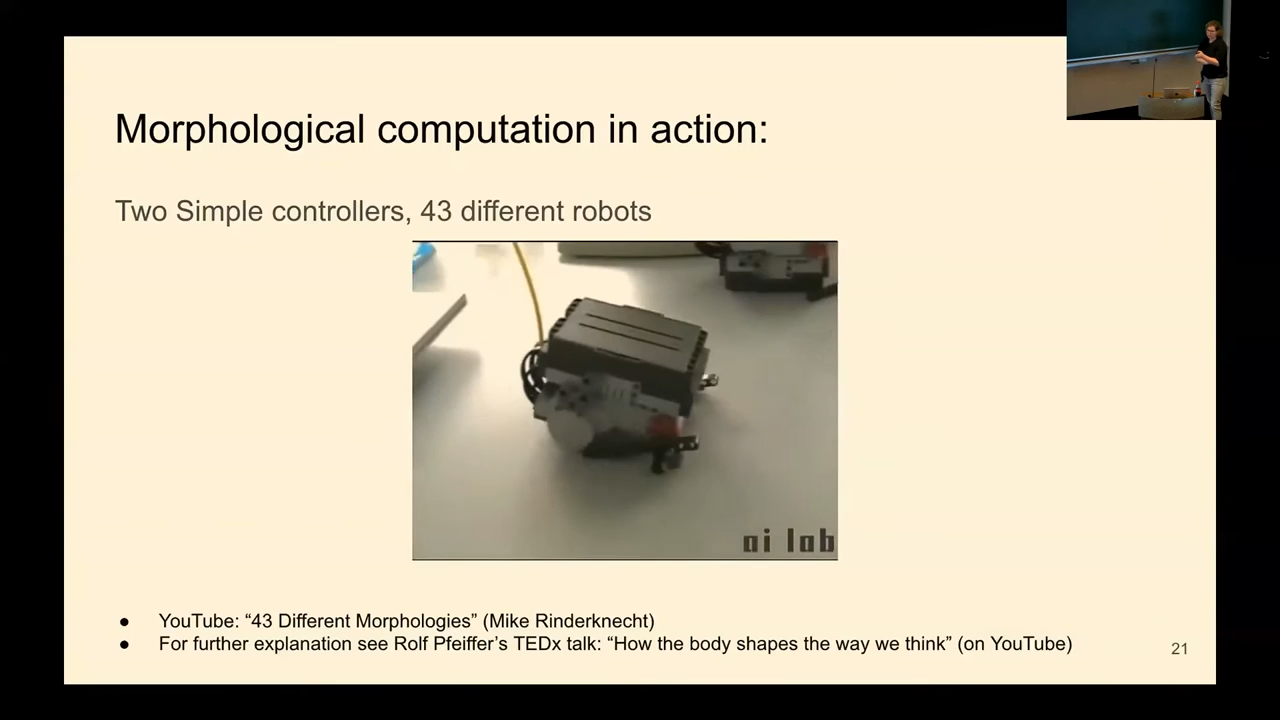 Morphological computation in action:
Two Simple controllers, 43 different robots
ai lab
● YouTube: “43 Different Morphologies” (Mike Rinderknecht)
● For further explanation see Rolf Pfeiffer’s TEDx talk: “How the body shapes the way we think” (on YouTube)
21